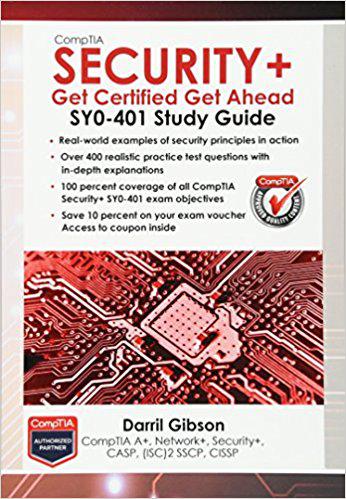 CompTIA
SECURITY+
Get Certified Get Ahead
SY0-401 Study Guide
• Real-world examples of security principles in action
• Over 400 realistic practice test questions with
in-depth explanations
• 100 percent coverage of all CompTIA
Security+ SY0-401 exam objectives
• Save 10 percent on your exam voucher
Access to coupon inside
CompTIA
APPROVED QUALITY CONTENT
CompTIA
AUTHORIZED
PARTNER
Darril Gibson
CompTIA A+, Network+, Security+,
CASP, (ISC)2 SSCP, CISSP